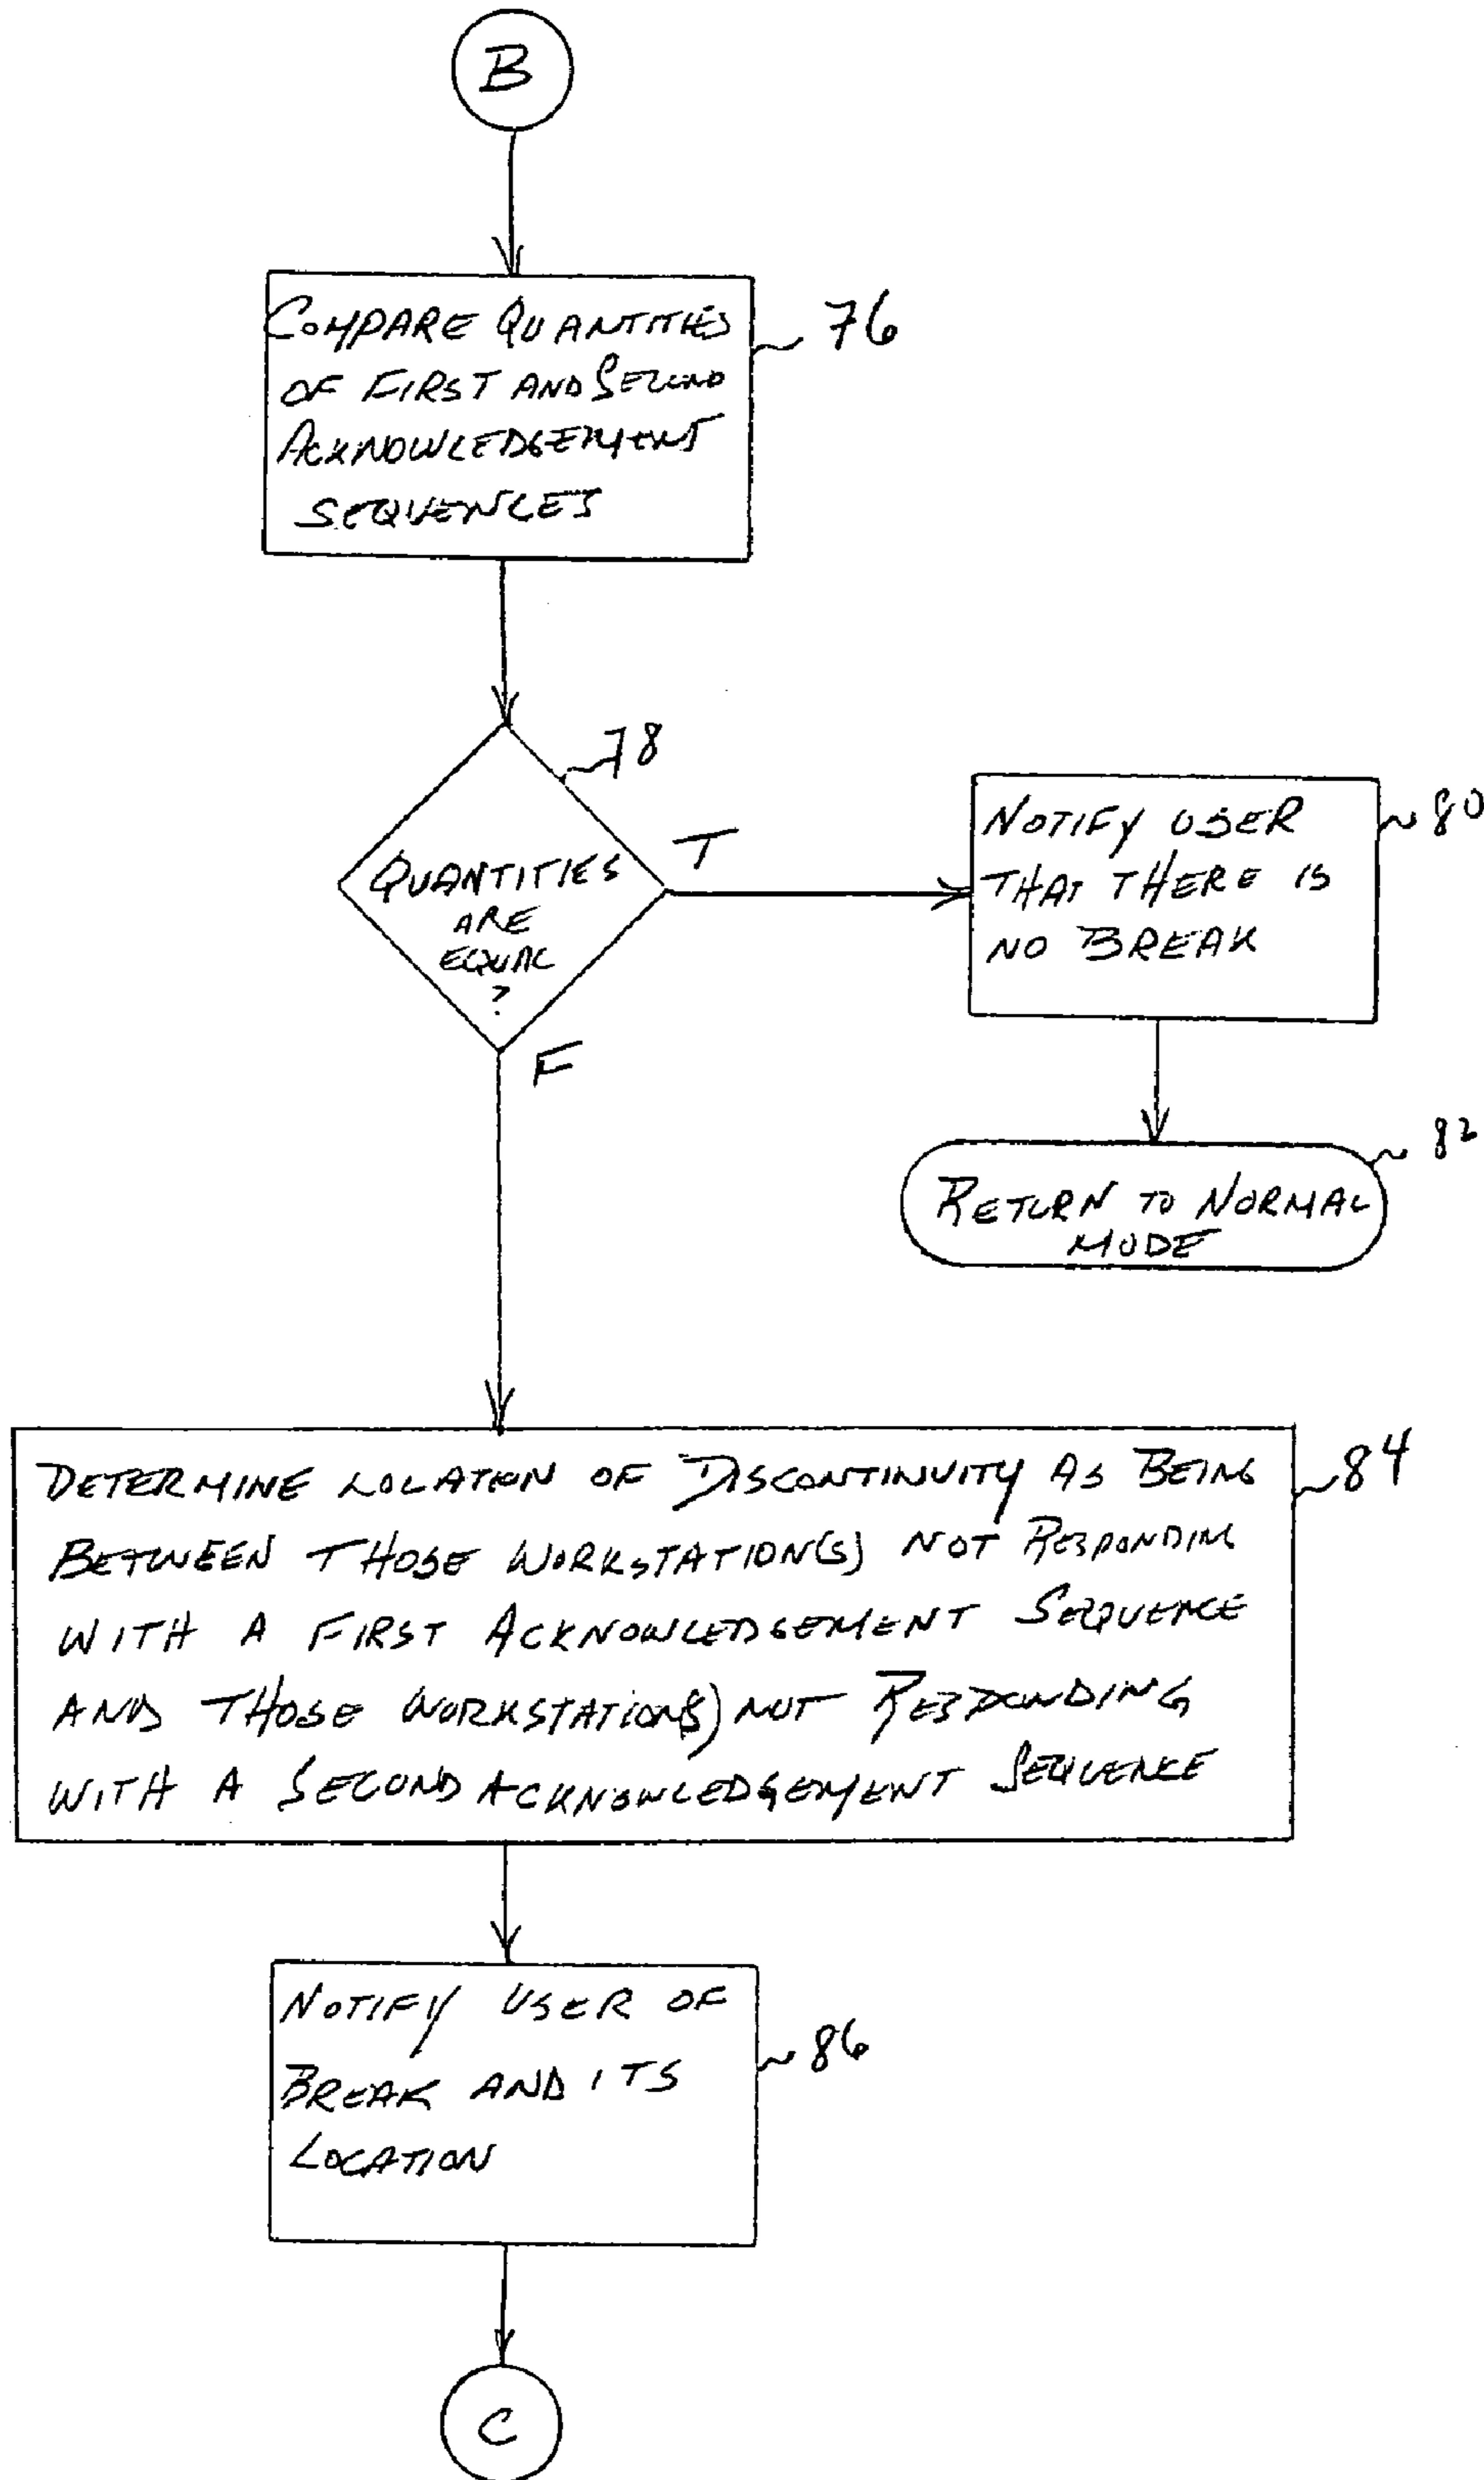 B
COMPARE QUANTITIES
OF FIRST AND SECOND
ACKNOWLEDGEMENT
SEQUENCES
76
78
QUANTITIES
ARE
EQUAL
?
T
F
NOTIFY USER
THAT THERE IS
NO BREAK
80
RETURN TO NORMAL
MODE
82
DETERMINE LOCATION OF DISCONTINUITY AS BEING
BETWEEN THOSE WORKSTATION(S) NOT RESPONDING
WITH A FIRST ACKNOWLEDGEMENT SEQUENCE
AND THOSE WORKSTATION(S) NOT RESPONDING
WITH A SECOND ACKNOWLEDGEMENT SEQUENCE
84
NOTIFY USER OF
BREAK AND ITS
LOCATION
86
C